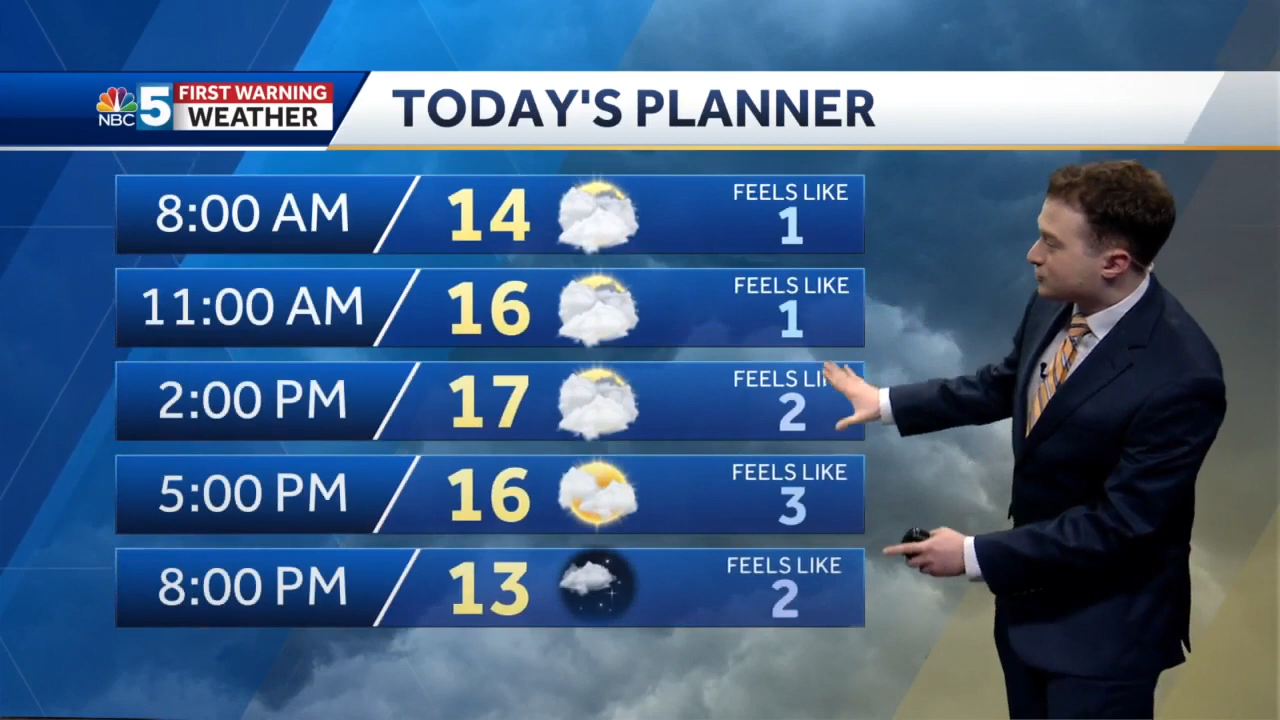 NBC 5 FIRST WARNING
WEATHER
TODAY'S PLANNER
8:00 AM 14 FEELS LIKE
1
11:00 AM 16 FEELS LIKE
1
2:00 PM 17 FEELS
2
5:00 PM 16 FEELS LIKE
3
8:00 PM 13 FEELS LIKE
2